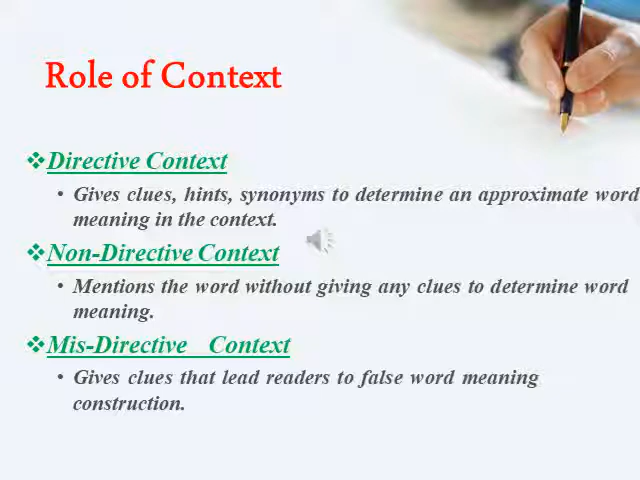 Role of Context
❖Directive Context
• Gives clues, hints, synonyms to determine an approximate word
meaning in the context.
❖Non-Directive Context
• Mentions the word without giving any clues to determine word
meaning.
❖Mis-Directive Context
• Gives clues that lead readers to false word meaning
construction.